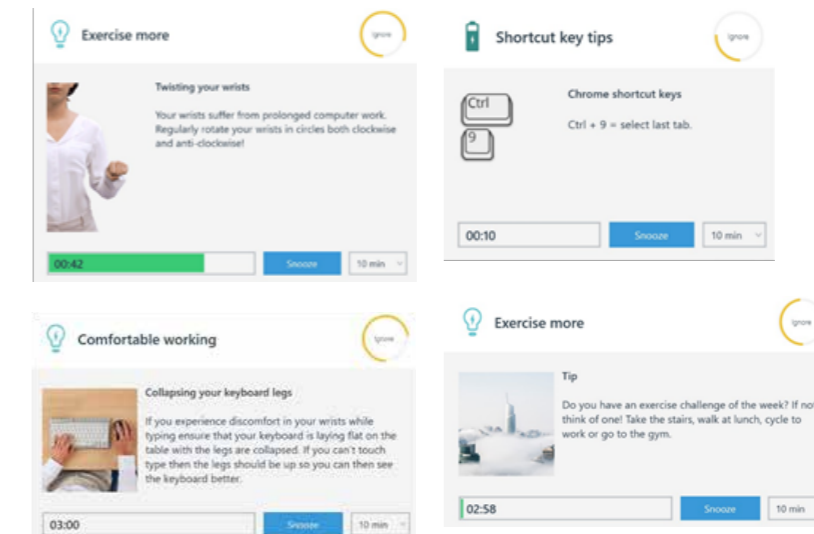 Exercise more
Ignore
Twisting your wrists
Your wrists suffer from prolonged computer work.
Regularly rotate your wrists in circles both clockwise
and anti-clockwise!
00:42
Snooze
10 min
Shortcut key tips
Ignore
Ctrl
9
Chrome shortcut keys
Ctrl + 9 = select last tab.
00:10
Snooze
10 min
Comfortable working
Ignore
Collapsing your keyboard legs
If you experience discomfort in your wrists while
typing ensure that your keyboard is laying flat on the
table with the legs are collapsed. If you can't touch
type then the legs should be up so you can then see
the keyboard better.
03:00
Snooze
10 min
Exercise more
Ignore
Tip
Do you have an exercise challenge of the week? If not
think of one! Take the stairs, walk at lunch, cycle to
work or go to the gym.
02:58
Snooze
10 min